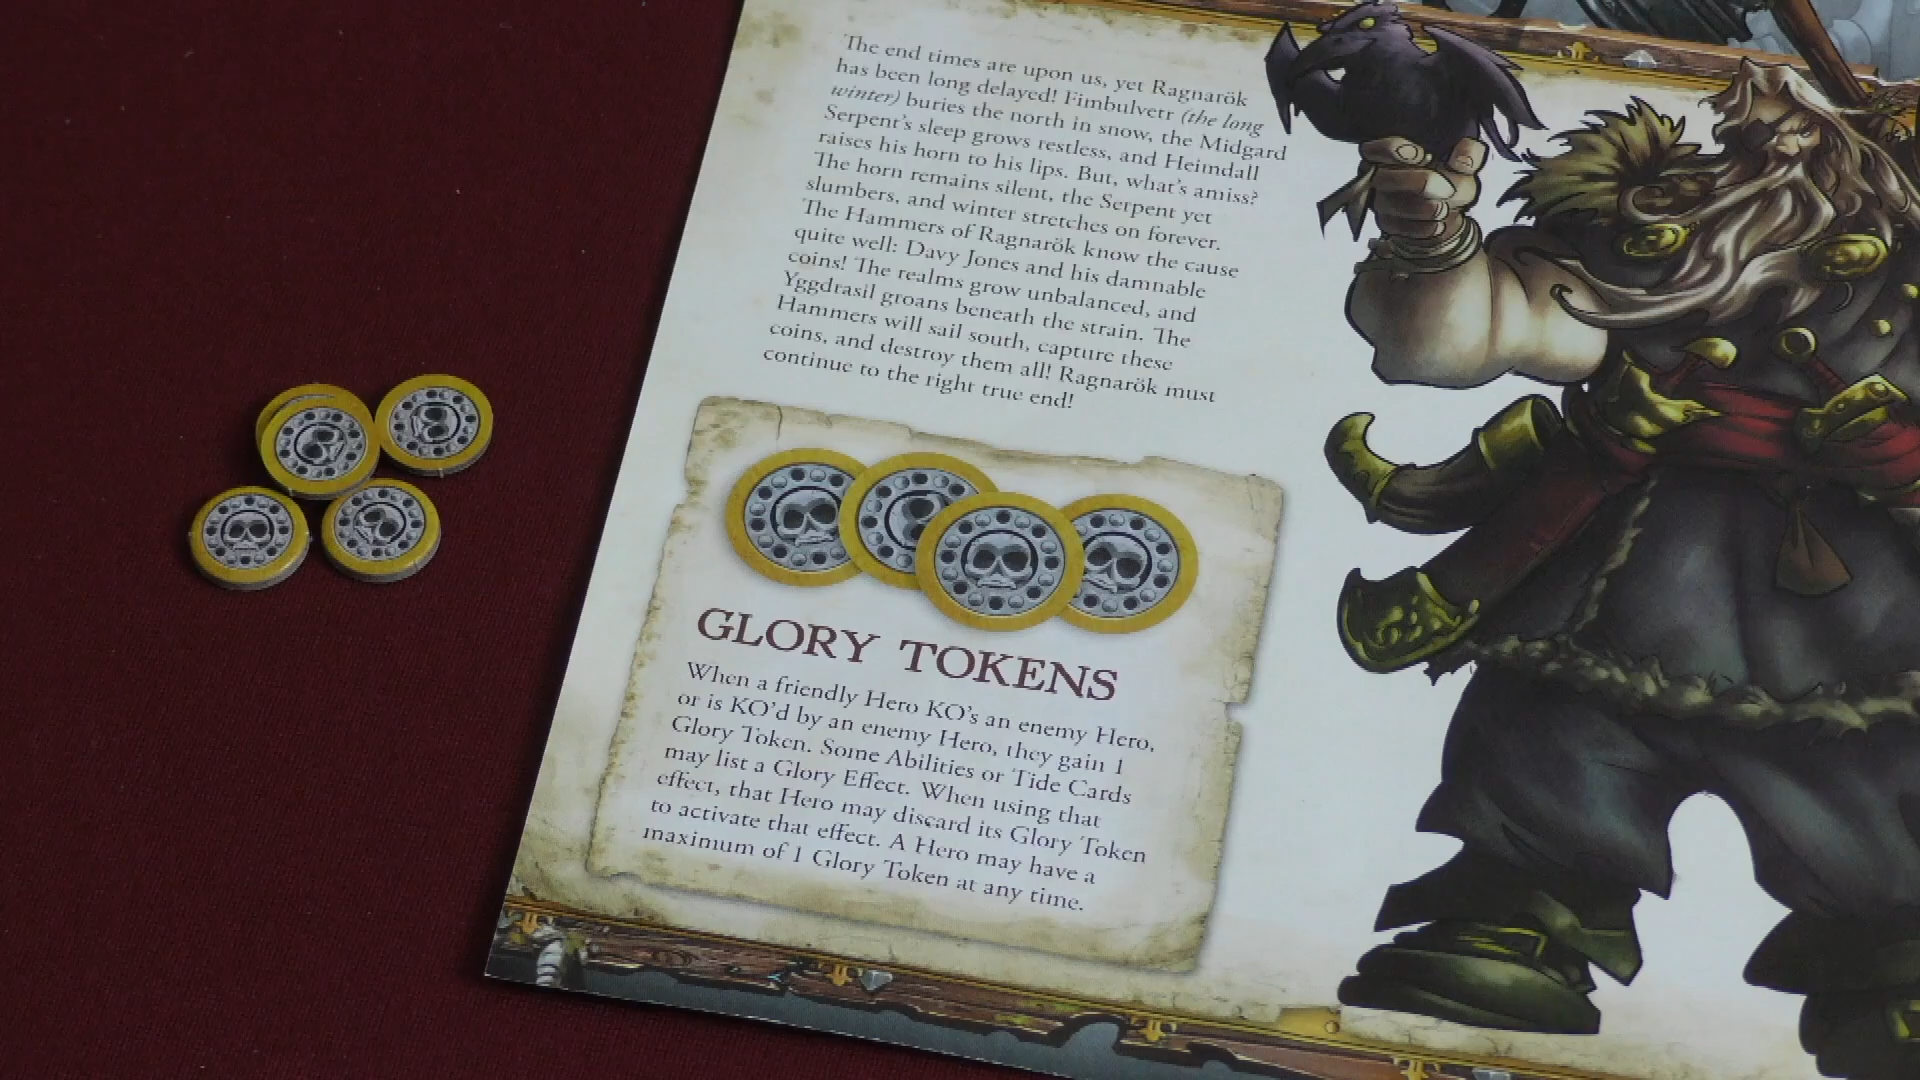 The end times are upon us, yet Ragnarök
has been long delayed! Fimbulvetr (the long
winter) buries the north in snow, the Midgard
Serpent's sleep grows restless, and Heimdall
raises his horn to his lips. But, what's amiss?
The horn remains silent, the Serpent yet
slumbers, and winter stretches on forever.
The Hammers of Ragnarök know the cause
quite well: Davy Jones and his damnable
coins! The realms grow unbalanced, and
Yggdrasil groans beneath the strain. The
Hammers will sail south, capture these
coins, and destroy them all! Ragnarök must
continue to the right true end!
GLORY TOKENS
When a friendly Hero KO's an enemy Hero,
or is KO'd by an enemy Hero, they gain 1
Glory Token. Some Abilities or Tide Cards
may list a Glory Effect. When using that
effect, that Hero may discard its Glory Token
to activate that effect. A Hero may have a
maximum of 1 Glory Token at any time.